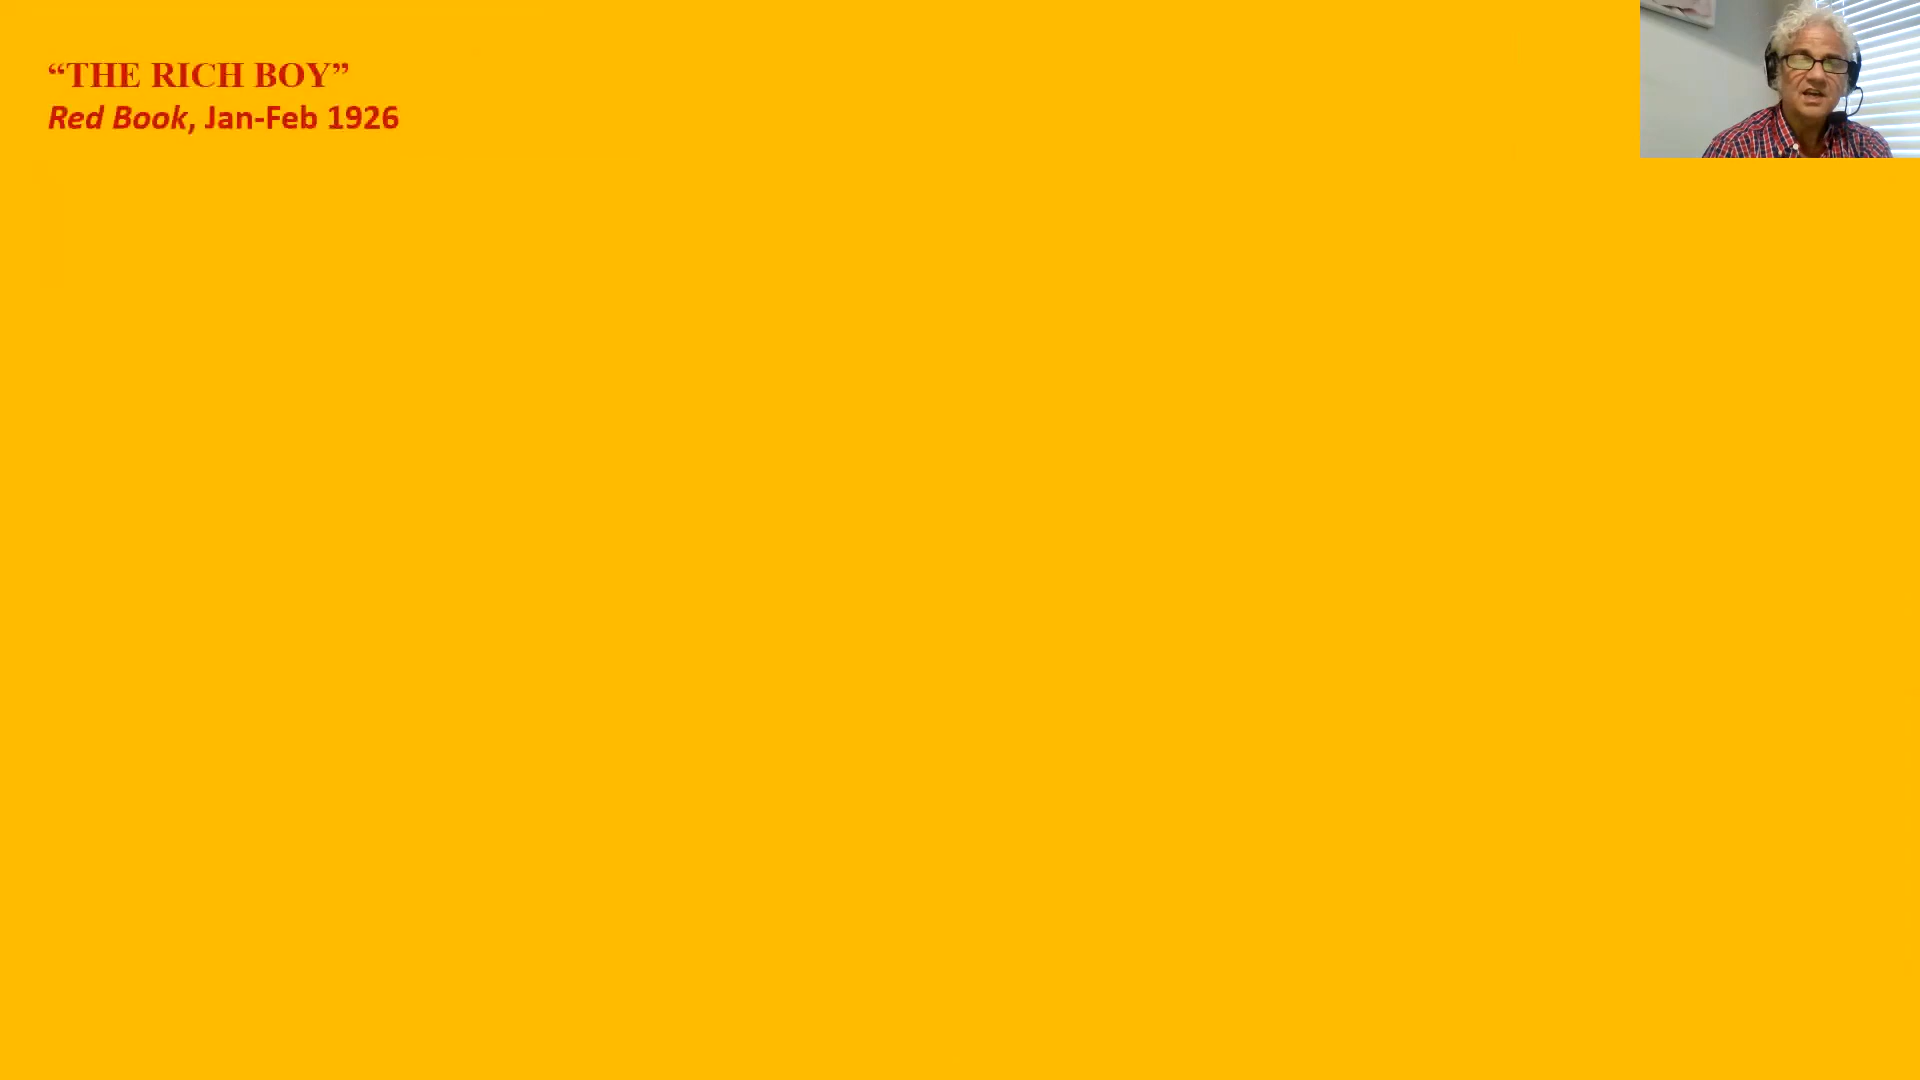 “THE RICH BOY”
Red Book, Jan-Feb 1926